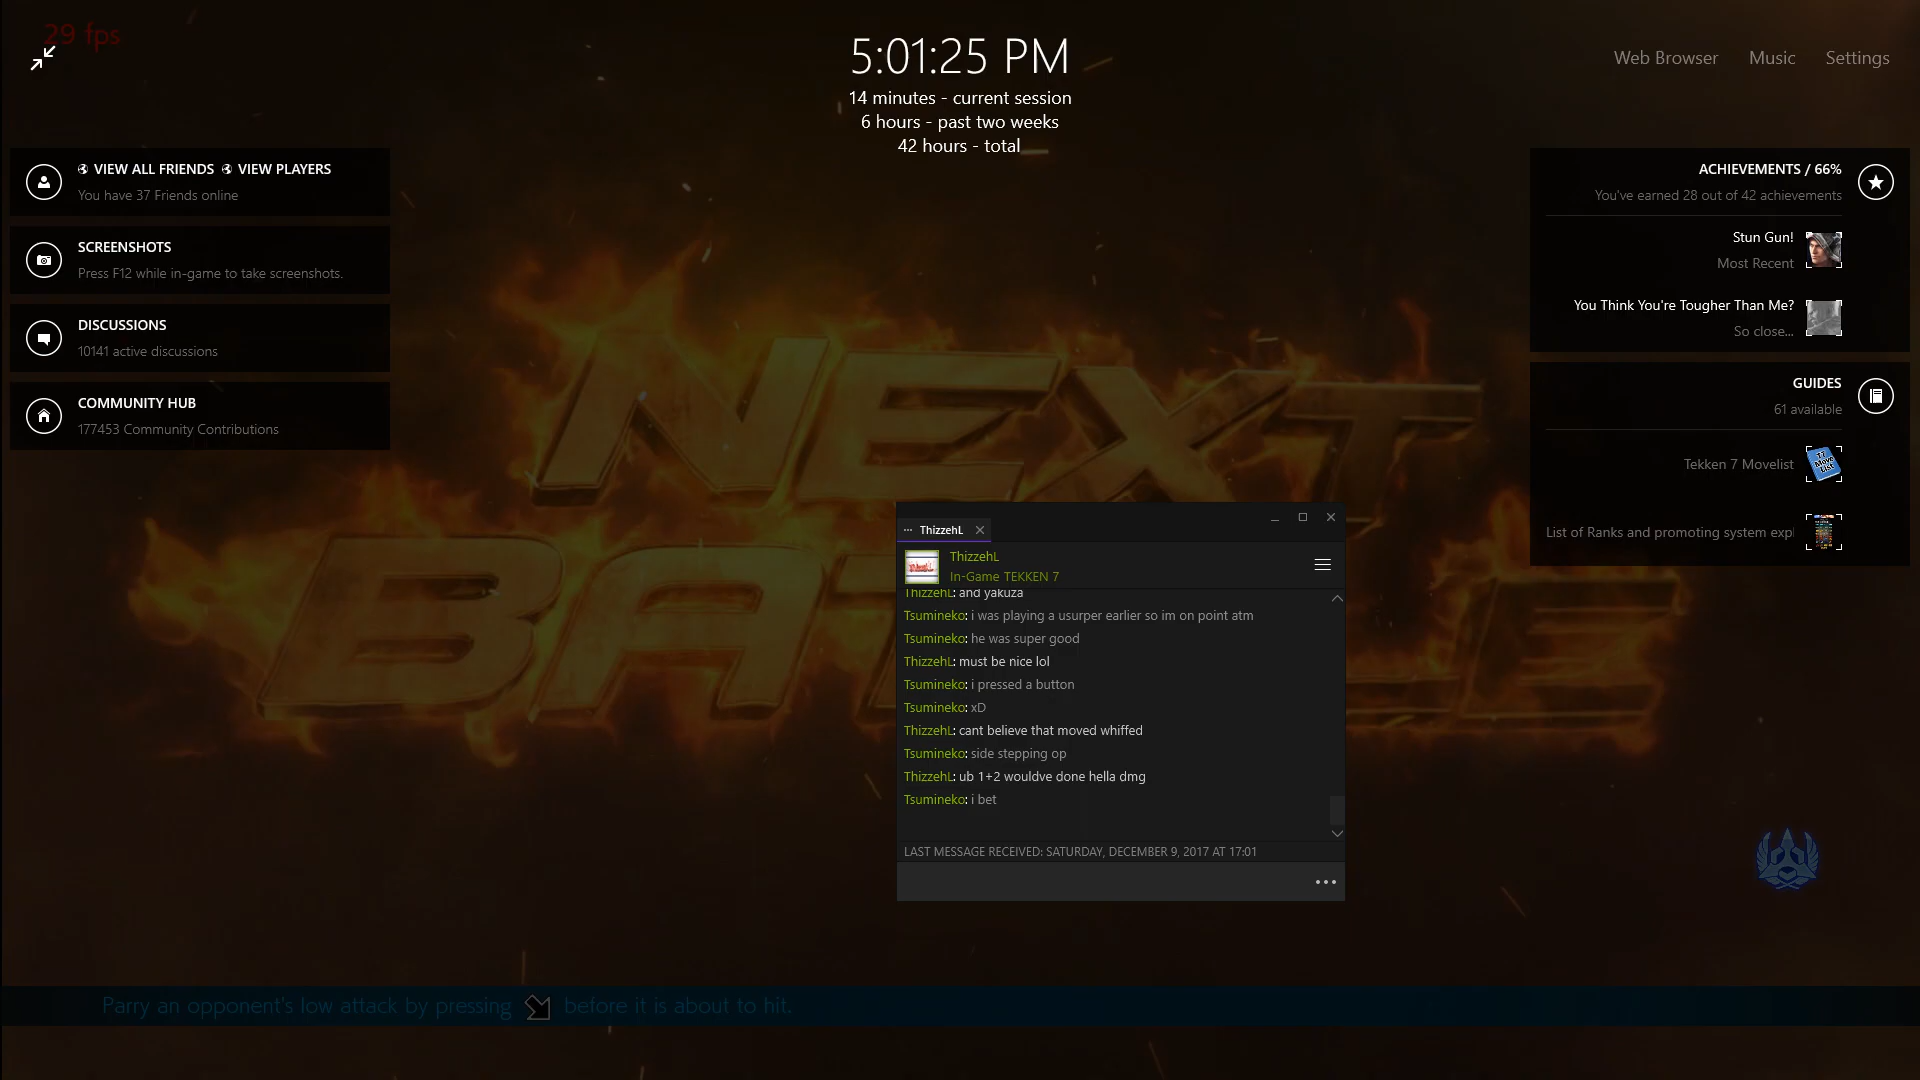 29 fps
5:01:25 PM
14 minutes - current session
6 hours - past two weeks
42 hours - total
Web Browser Music Settings
VIEW ALL FRIENDS VIEW PLAYERS
You have 37 Friends online
SCREENSHOTS
Press F12 while in-game to take screenshots.
DISCUSSIONS
10141 active discussions
COMMUNITY HUB
177453 Community Contributions
ACHIEVEMENTS / 66%
You've earned 28 out of 42 achievements
Stun Gun!
Most Recent
You Think You're Tougher Than Me?
So close...
GUIDES
61 available
Tekken 7 Movelist
T7 Move List
List of Ranks and promoting system expl
NEXT
BATTLE
ThizzehL
ThizzehL
In-Game TEKKEN 7
ThizzehL: and yakuza
Tsumineko: i was playing a usurper earlier so im on point atm
Tsumineko: he was super good
ThizzehL: must be nice lol
Tsumineko: i pressed a button
Tsumineko: xD
ThizzehL: cant believe that moved whiffed
Tsumineko: side stepping op
ThizzehL: ub 1+2 wouldve done hella dmg
Tsumineko: i bet
LAST MESSAGE RECEIVED: SATURDAY, DECEMBER 9, 2017 AT 17:01
Parry an opponent's low attack by pressing before it is about to hit.